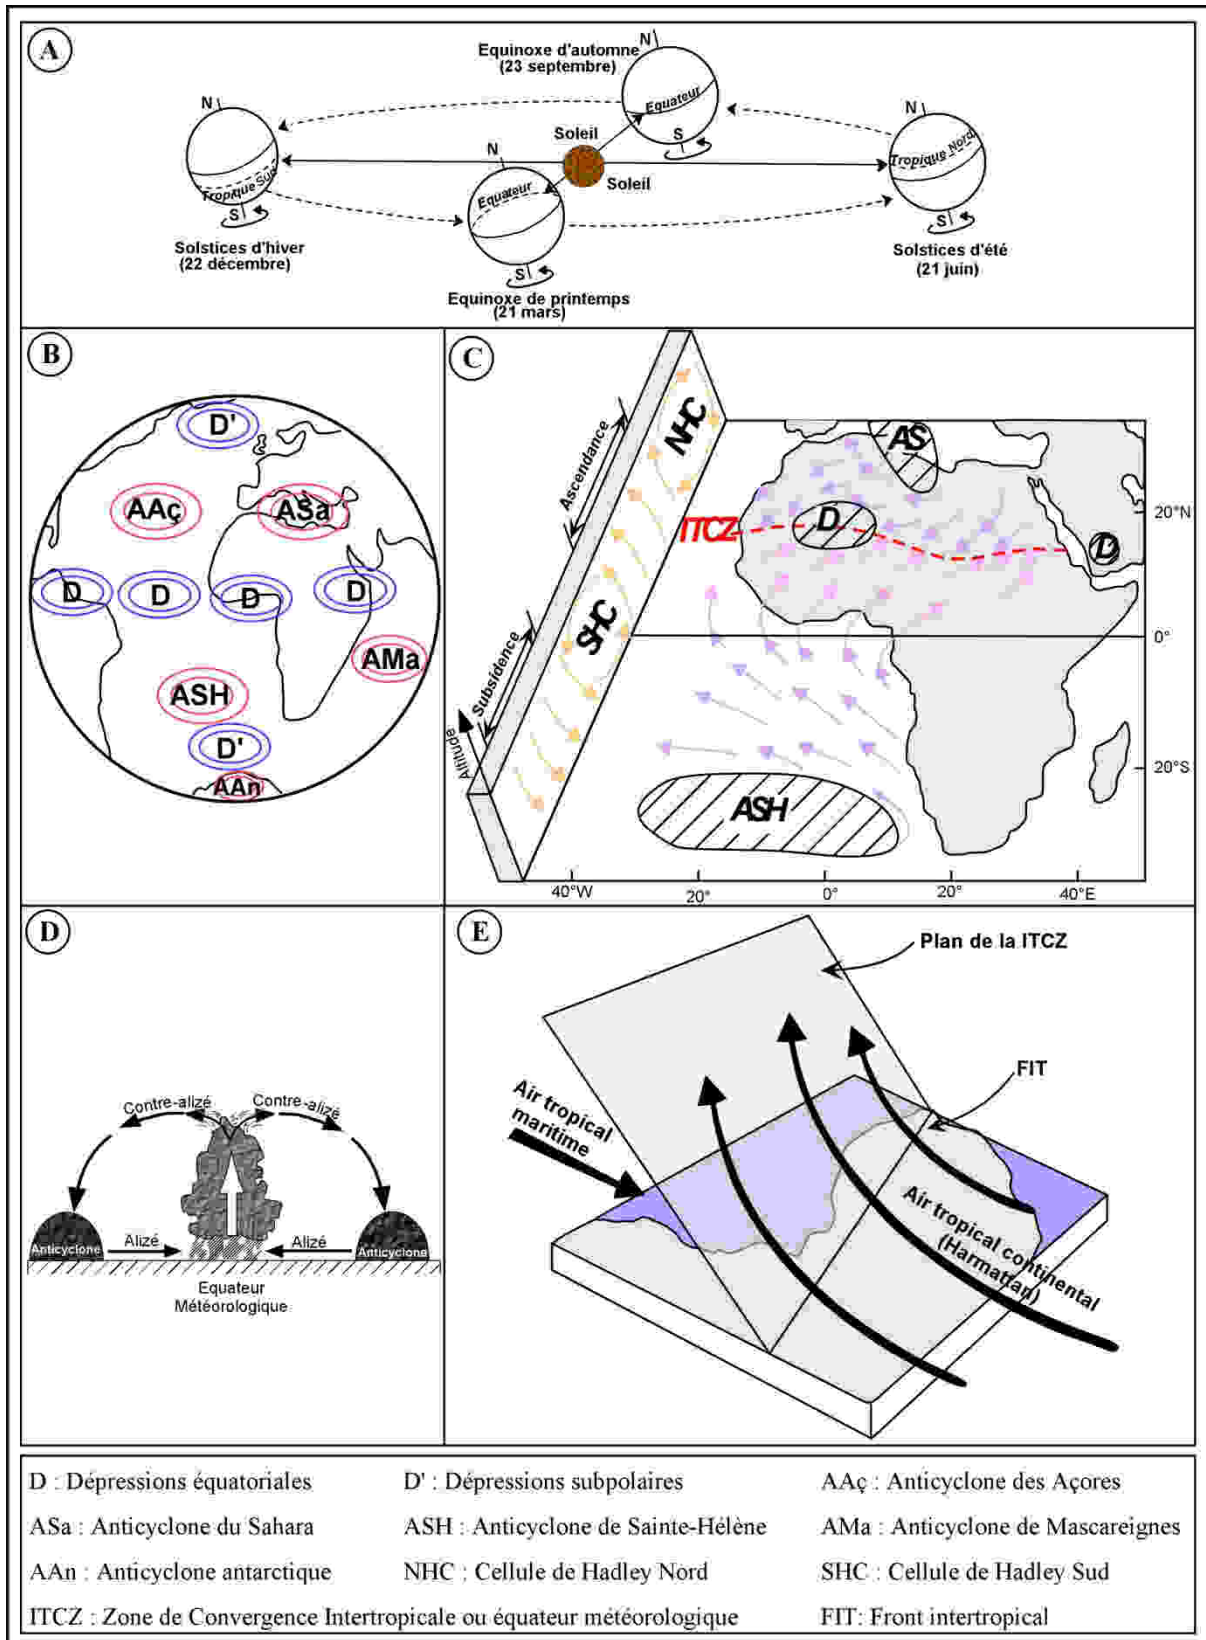 A
Equinoxe d'automne
(23 septembre)
N
Equateur
S
N
Tropique Sud
S
Solstices d'hiver
(22 décembre)
Soleil
Soleil
N
Equateur
S
Equinoxe de printemps
(21 mars)
N
Tropique Nord
S
Solstices d'été
(21 juin)
B
D'
AAç
ASa
D
D
D
D
AMa
ASH
D'
AAn
C
NHC
Ascendance
SHC
Subsidence
Altitude
AS
ITCZ
D
D
ASH
20°N
0°
20°S
40°W
20°
0°
20°
40°E
D
Contre-alizé
Contre-alizé
Anticyclone
Alizé
Alizé
Anticyclone
Equateur
Météorologique
E
Plan de la ITCZ
FIT
Air tropical
maritime
Air tropical continental
(Harmattan)
D : Dépressions équatoriales
D' : Dépressions subpolaires
AAç : Anticyclone des Açores
ASa : Anticyclone du Sahara
ASH : Anticyclone de Sainte-Hélène
AMa : Anticyclone de Mascareignes
AAn : Anticyclone antarctique
NHC : Cellule de Hadley Nord
SHC : Cellule de Hadley Sud
ITCZ : Zone de Convergence Intertropicale ou équateur météorologique
FIT: Front intertropical